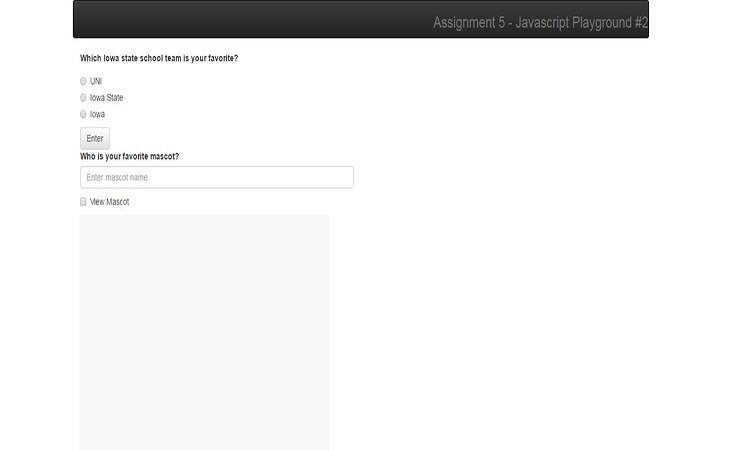 Assignment 5 - Javascript Playground #2
Which Iowa state school team is your favorite?
UNI
Iowa State
Iowa
Enter
Who is your favorite mascot?
Enter mascot name
View Mascot